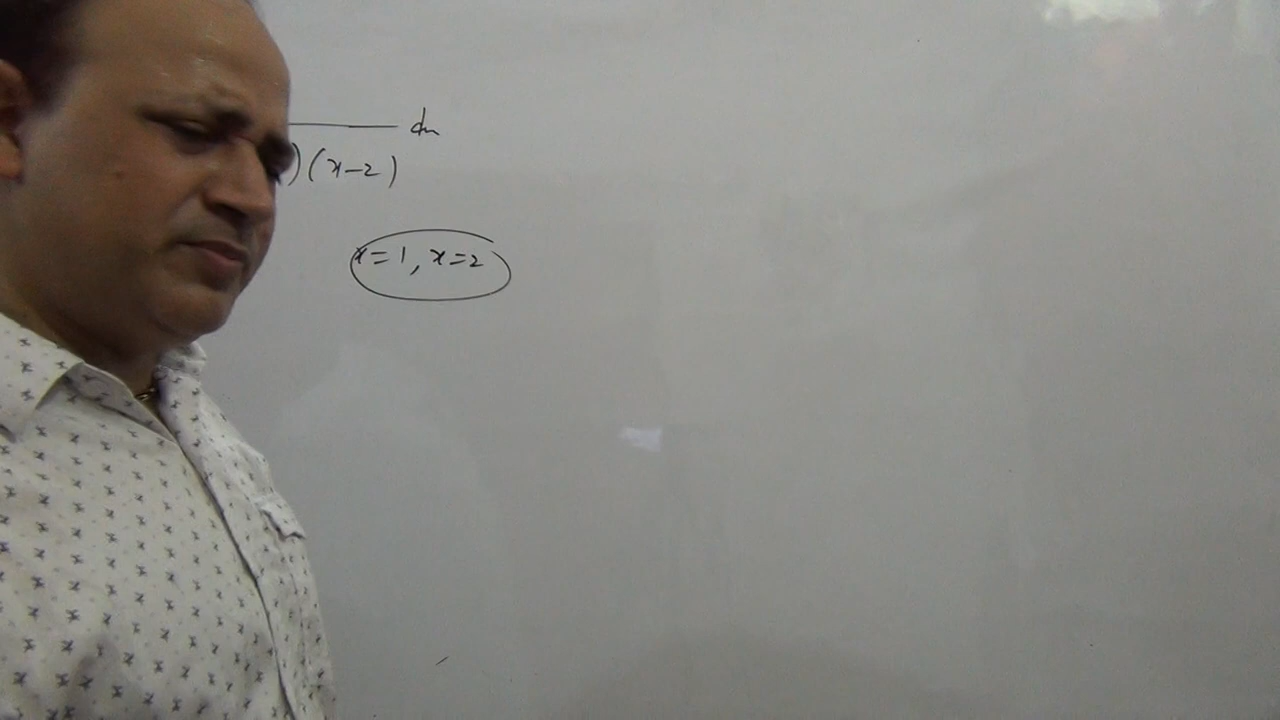 dx
)(x-2)
x=1, x=2